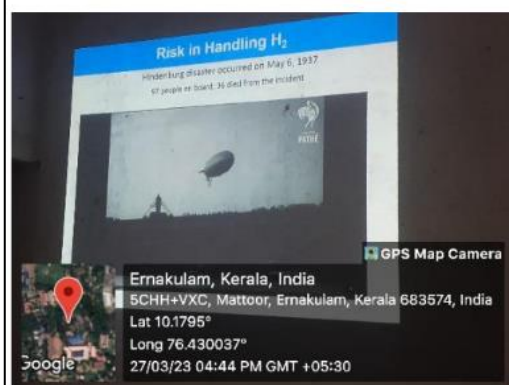 Risk in Handling H₂
Hindenburg disaster occurred on May 6, 1937
97 people on board, 36 died from the incident
PATHÉ
GPS Map Camera
Ernakulam, Kerala, India
5CHH+VXC, Mattoor, Ernakulam, Kerala 683574, India
Lat 10.1795°
Long 76.430037°
27/03/23 04:44 PM GMT +05:30
Google